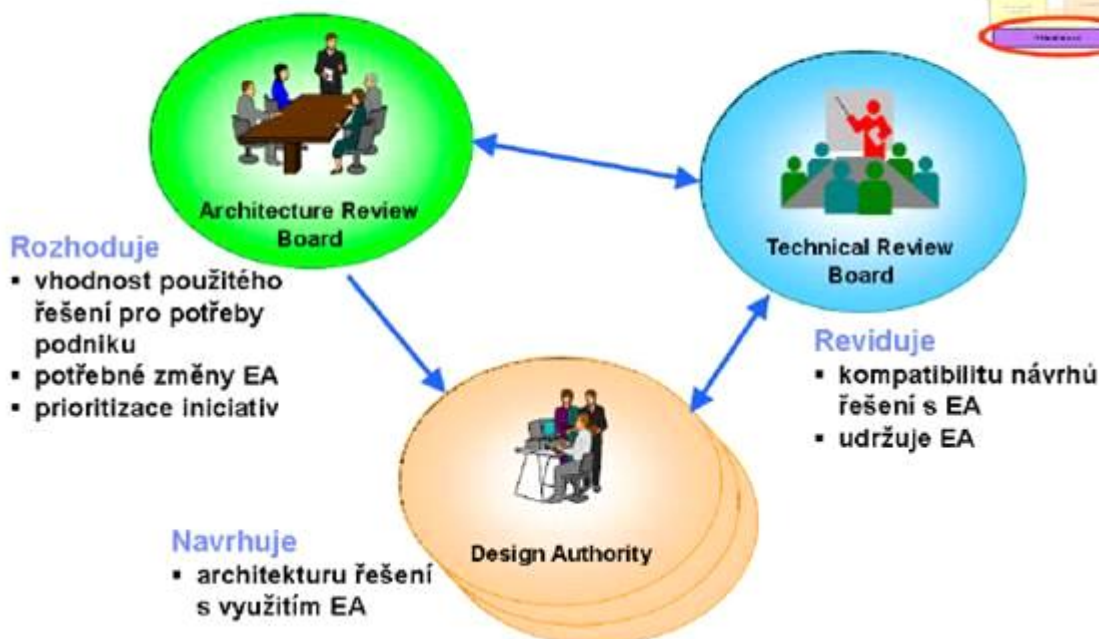 Architecture Review
Board
Technical Review
Board
Rozhoduje
▪ vhodnost použitého
řešení pro potřeby
podniku
▪ potřebné změny EA
▪ prioritizace iniciativ
Reviduje
▪ kompatibilitu návrhů
řešení s EA
▪ udržuje EA
Design Authority
Navrhuje
▪ architekturu řešení
s využitím EA